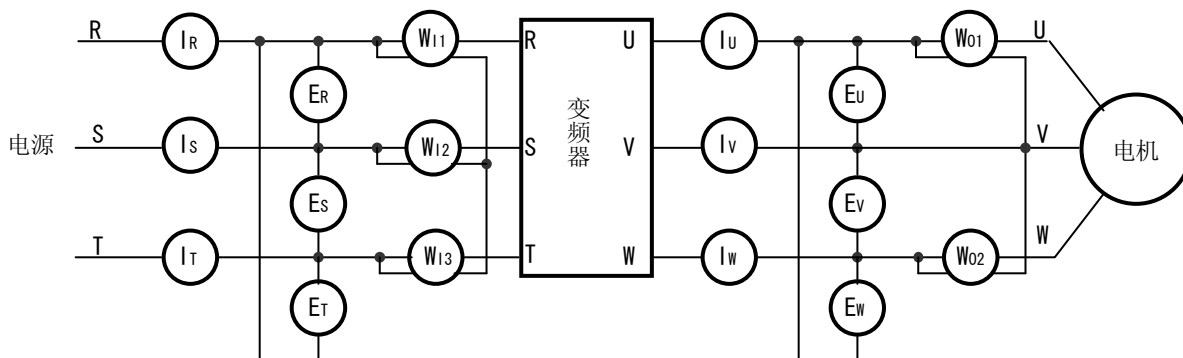 R IR WI1 R U IU WO1 U
ER EU
电源 S IS WI2 S 变频器 V IV V 电机
ES EV
T IT WI3 T W IW WO2 W
ET EW